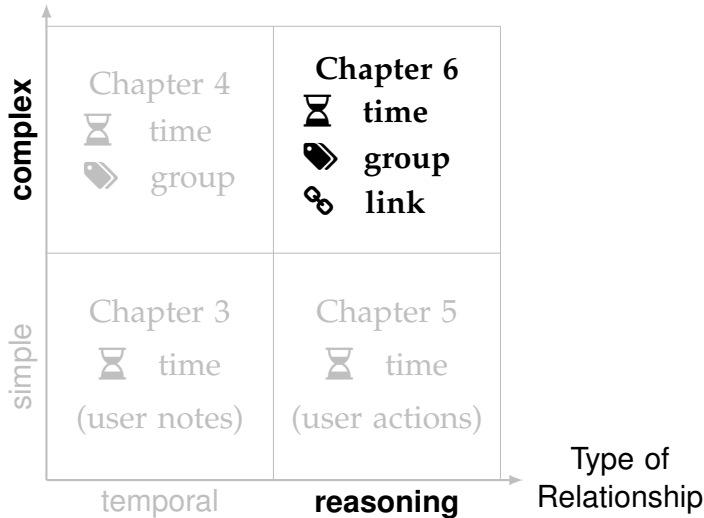 complex
Chapter 4
time
group
Chapter 6
time
group
link
simple
Chapter 3
time
(user notes)
Chapter 5
time
(user actions)
temporal
reasoning
Type of
Relationship